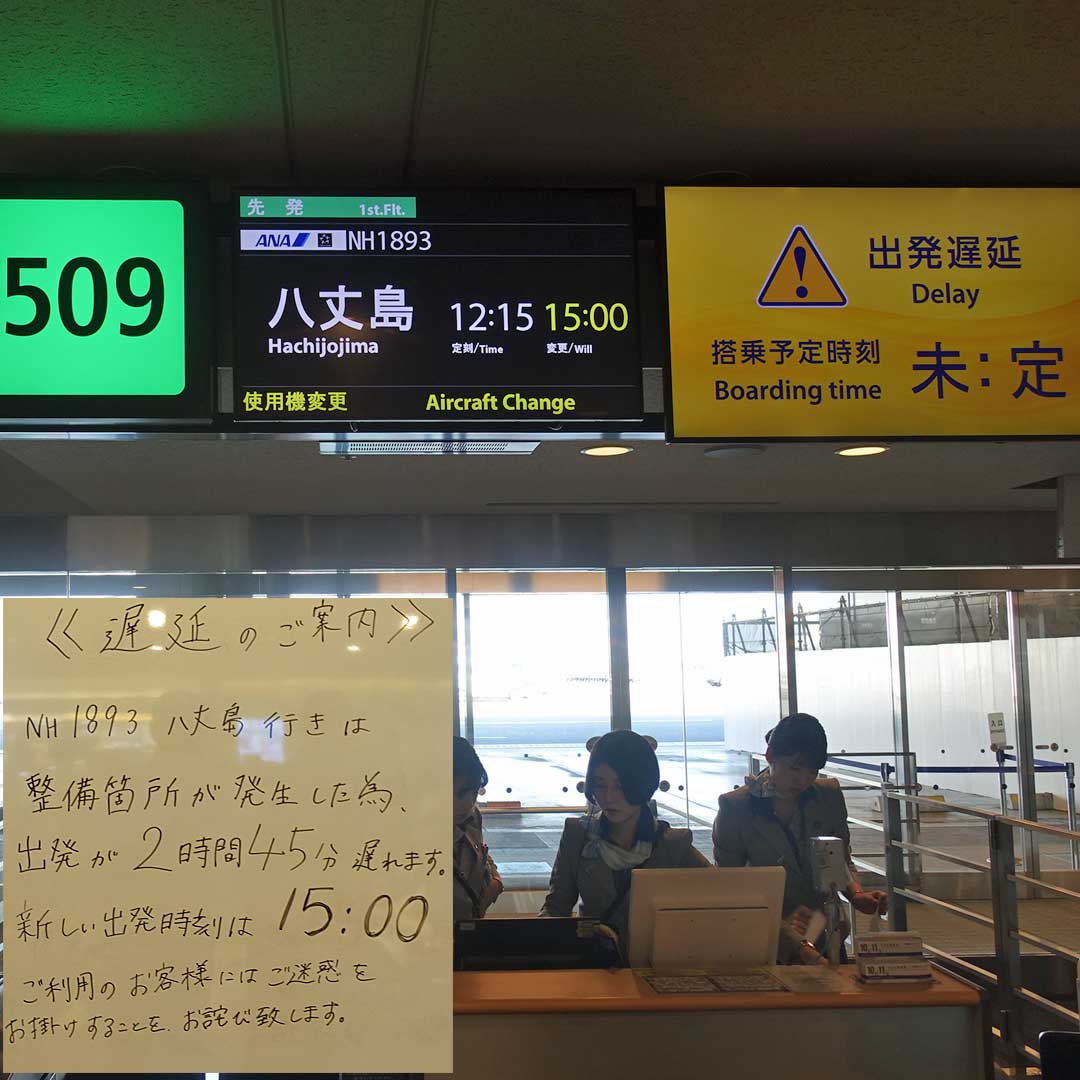 509
先発 1st.Flt.
ANA NH1893
八丈島 12:15 15:00
Hachijojima 定刻/Time 変更/Will
使用機変更 Aircraft Change
出発遅延
Delay
搭乗予定時刻 未:定
Boarding time
≪遅延のご案内≫
NH1893 八丈島行きは
整備箇所が発生した為、
出発が2時間45分遅れます。
新しい出発時刻は 15:00
ご利用のお客様にはご迷惑を
お掛けすることを、お詫び致します。
入口